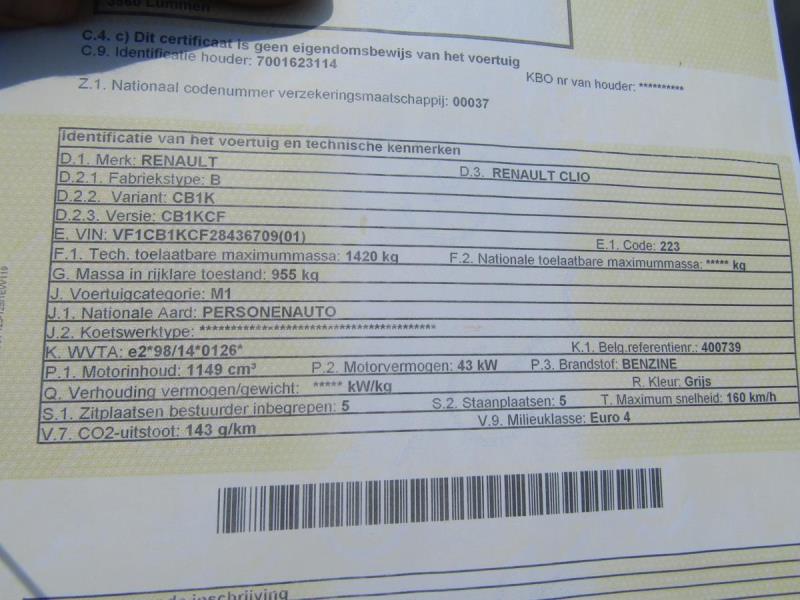 3560 Lummen
C.4. c) Dit certificaat is geen eigendomsbewijs van het voertuig
C.9. Identificatie houder: 7001623114
KBO nr van houder: **********
Z.1. Nationaal codenummer verzekeringsmaatschappij: 00037
Identificatie van het voertuig en technische kenmerken
D.1. Merk: RENAULT
D.3. RENAULT CLIO
D.2.1. Fabriekstype: B
D.2.2. Variant: CB1K
D.2.3. Versie: CB1KCF
E. VIN: VF1CB1KCF28436709(01)
E.1. Code: 223
F.1. Tech. toelaatbare maximummassa: 1420 kg
F.2. Nationale toelaatbare maximummassa: ***** kg
G. Massa in rijklare toestand: 955 kg
J. Voertuigcategorie: M1
J.1. Nationale Aard: PERSONENAUTO
J.2. Koetswerktype: ****************************************
K. WVTA: e2*98/14*0126*
K.1. Belg.referentienr.: 400739
P.1. Motorinhoud: 1149 cm³ P.2. Motorvermogen: 43 kW P.3. Brandstof: BENZINE
Q. Verhouding vermogen/gewicht: ***** kW/kg
R. Kleur: Grijs
S.1. Zitplaatsen bestuurder inbegrepen: 5 S.2. Staanplaatsen: 5 T. Maximum snelheid: 160 km/h
V.7. CO2-uitstoot: 143 g/km
V.9. Milieuklasse: Euro 4
de inschrijving